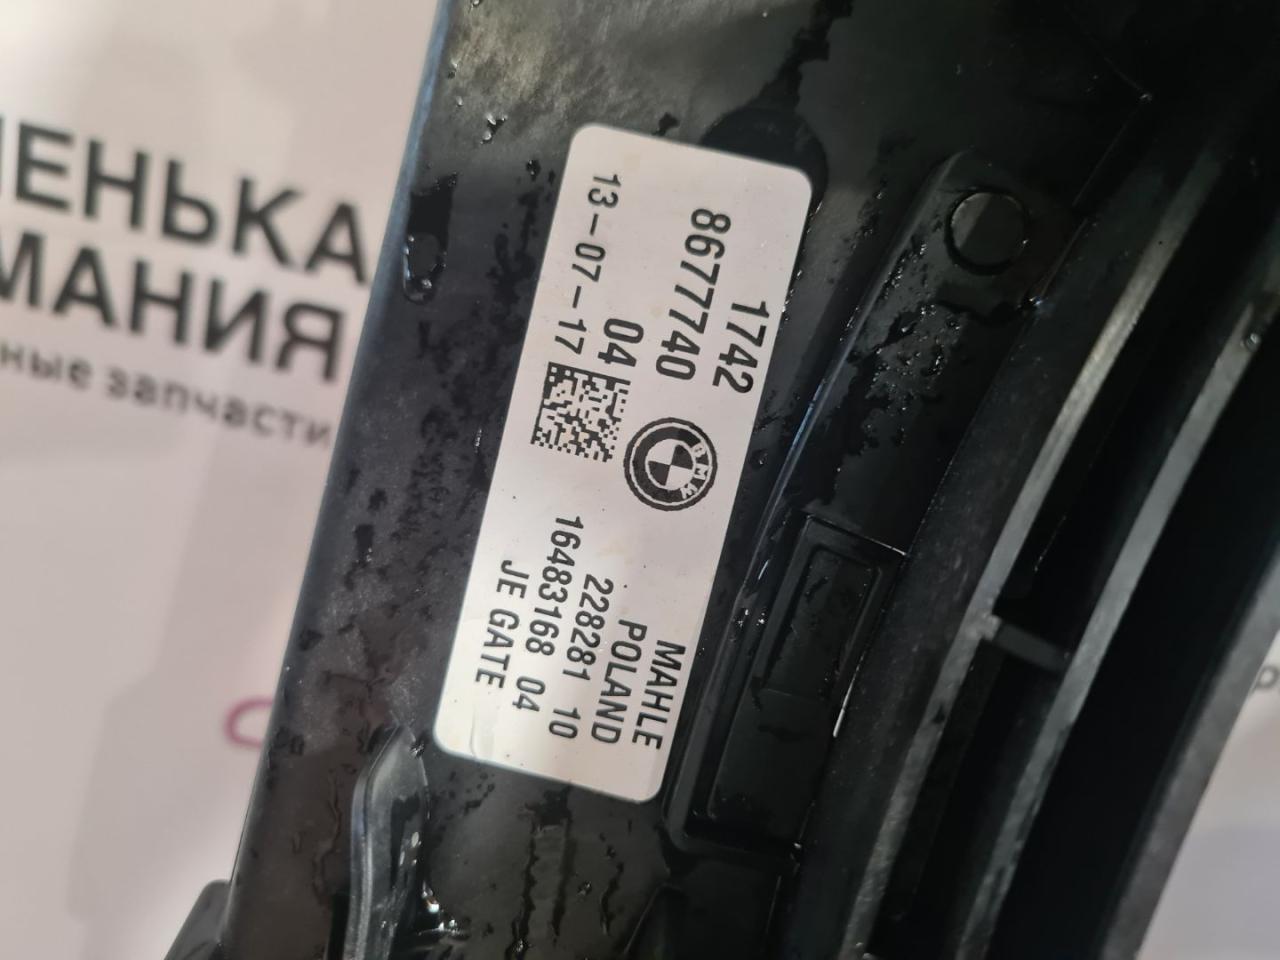 ЕНЬКА
МАНИЯ
ные запчасти
1742
8677740
04
13-07-17
BMW
MAHLE
POLAND
228281 10
16483168 04
JE GATE